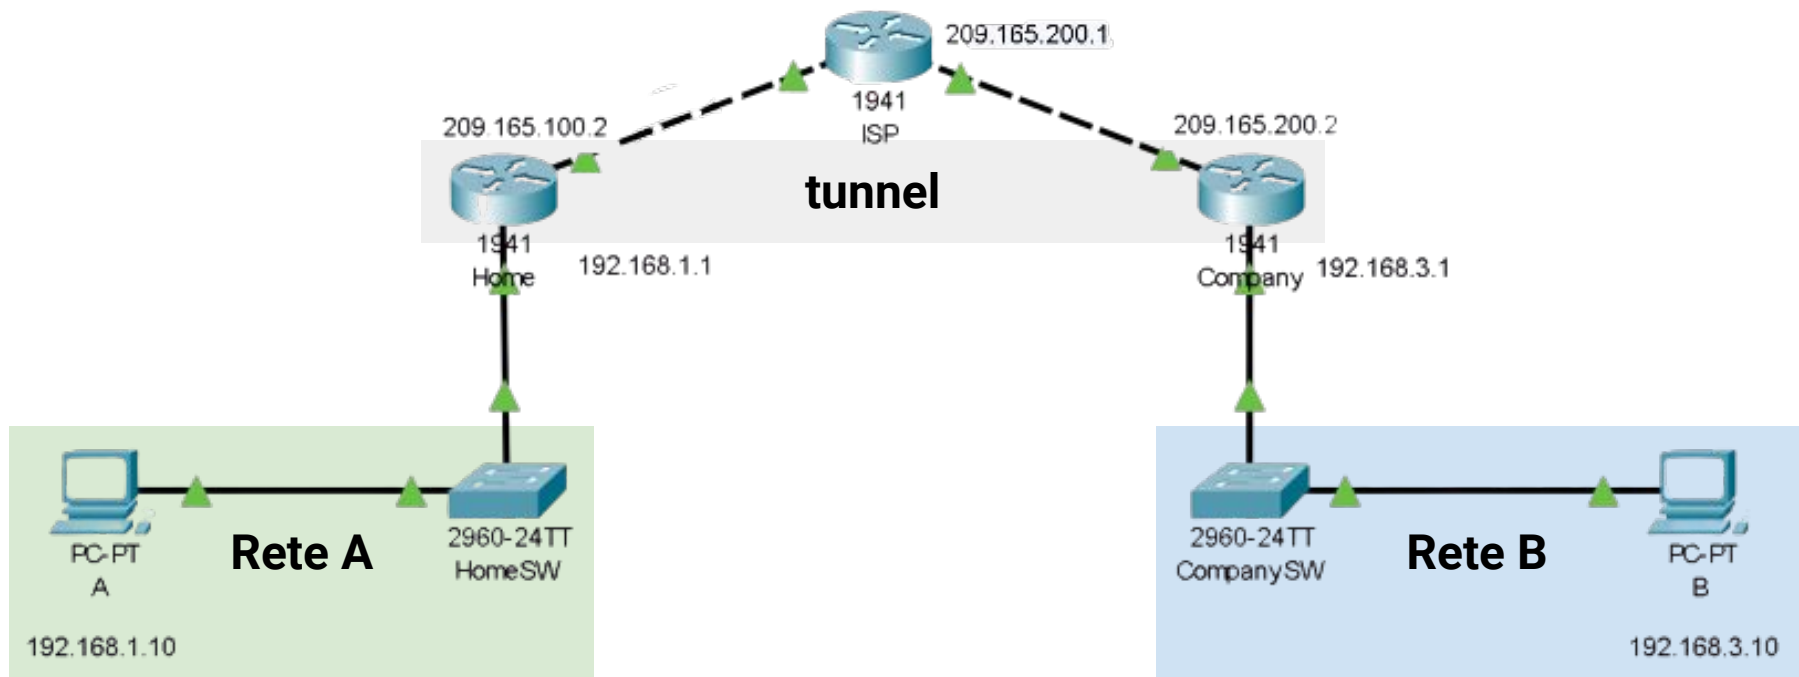 209.165.200.1
1941
ISP
209.165.100.2
209.165.200.2
tunnel
1941
Home
192.168.1.1
1941
Company
192.168.3.1
Rete A
PC-PT
A
2960-24TT
HomeSW
192.168.1.10
2960-24TT
CompanySW
Rete B
PC-PT
B
192.168.3.10